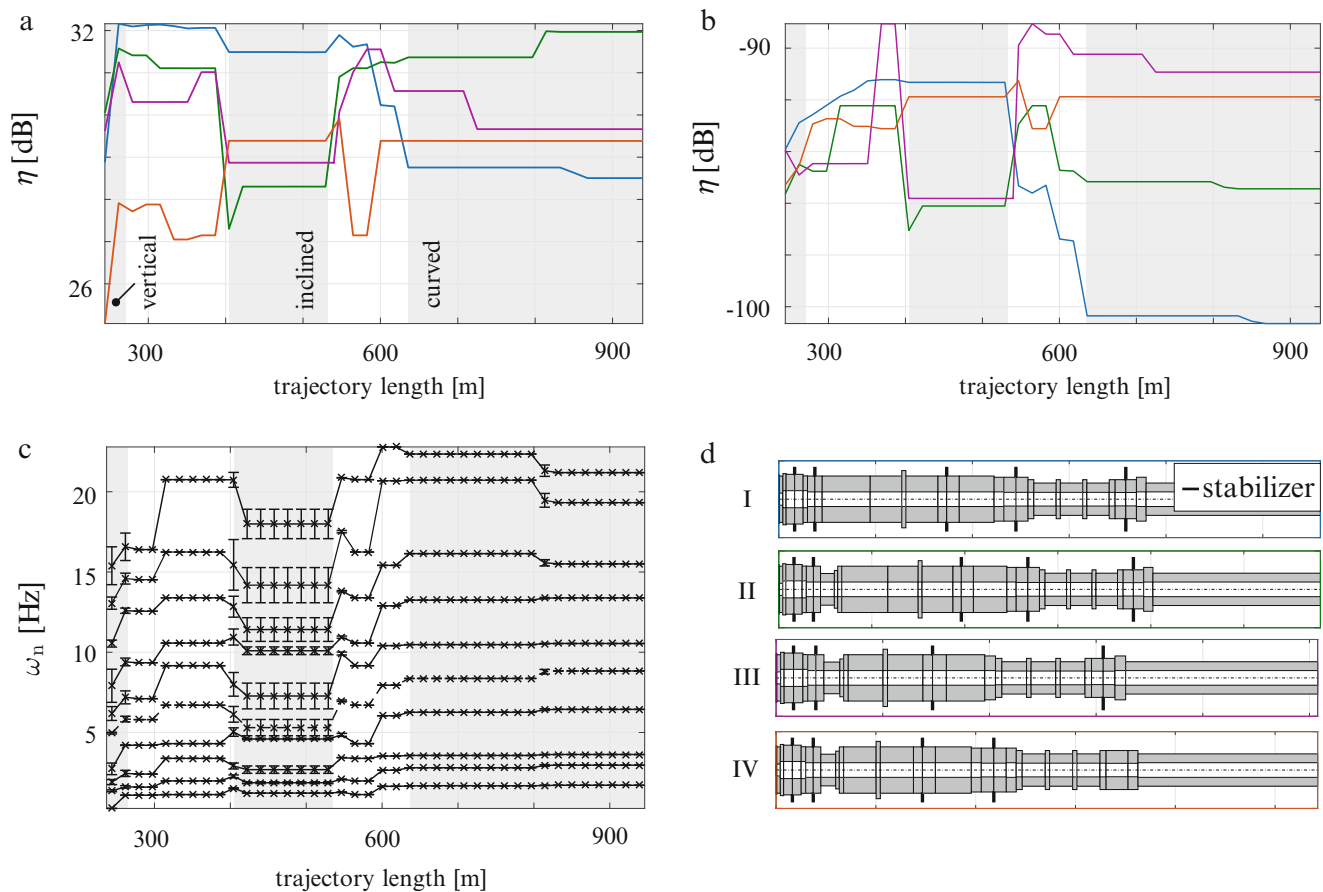 a
η [dB]
32
26
vertical
inclined
curved
300
600
900
trajectory length [m]
b
η [dB]
-90
-100
300
600
900
trajectory length [m]
c
ωn [Hz]
20
15
10
5
300
600
900
trajectory length [m]
d
I
stabilizer
II
III
IV